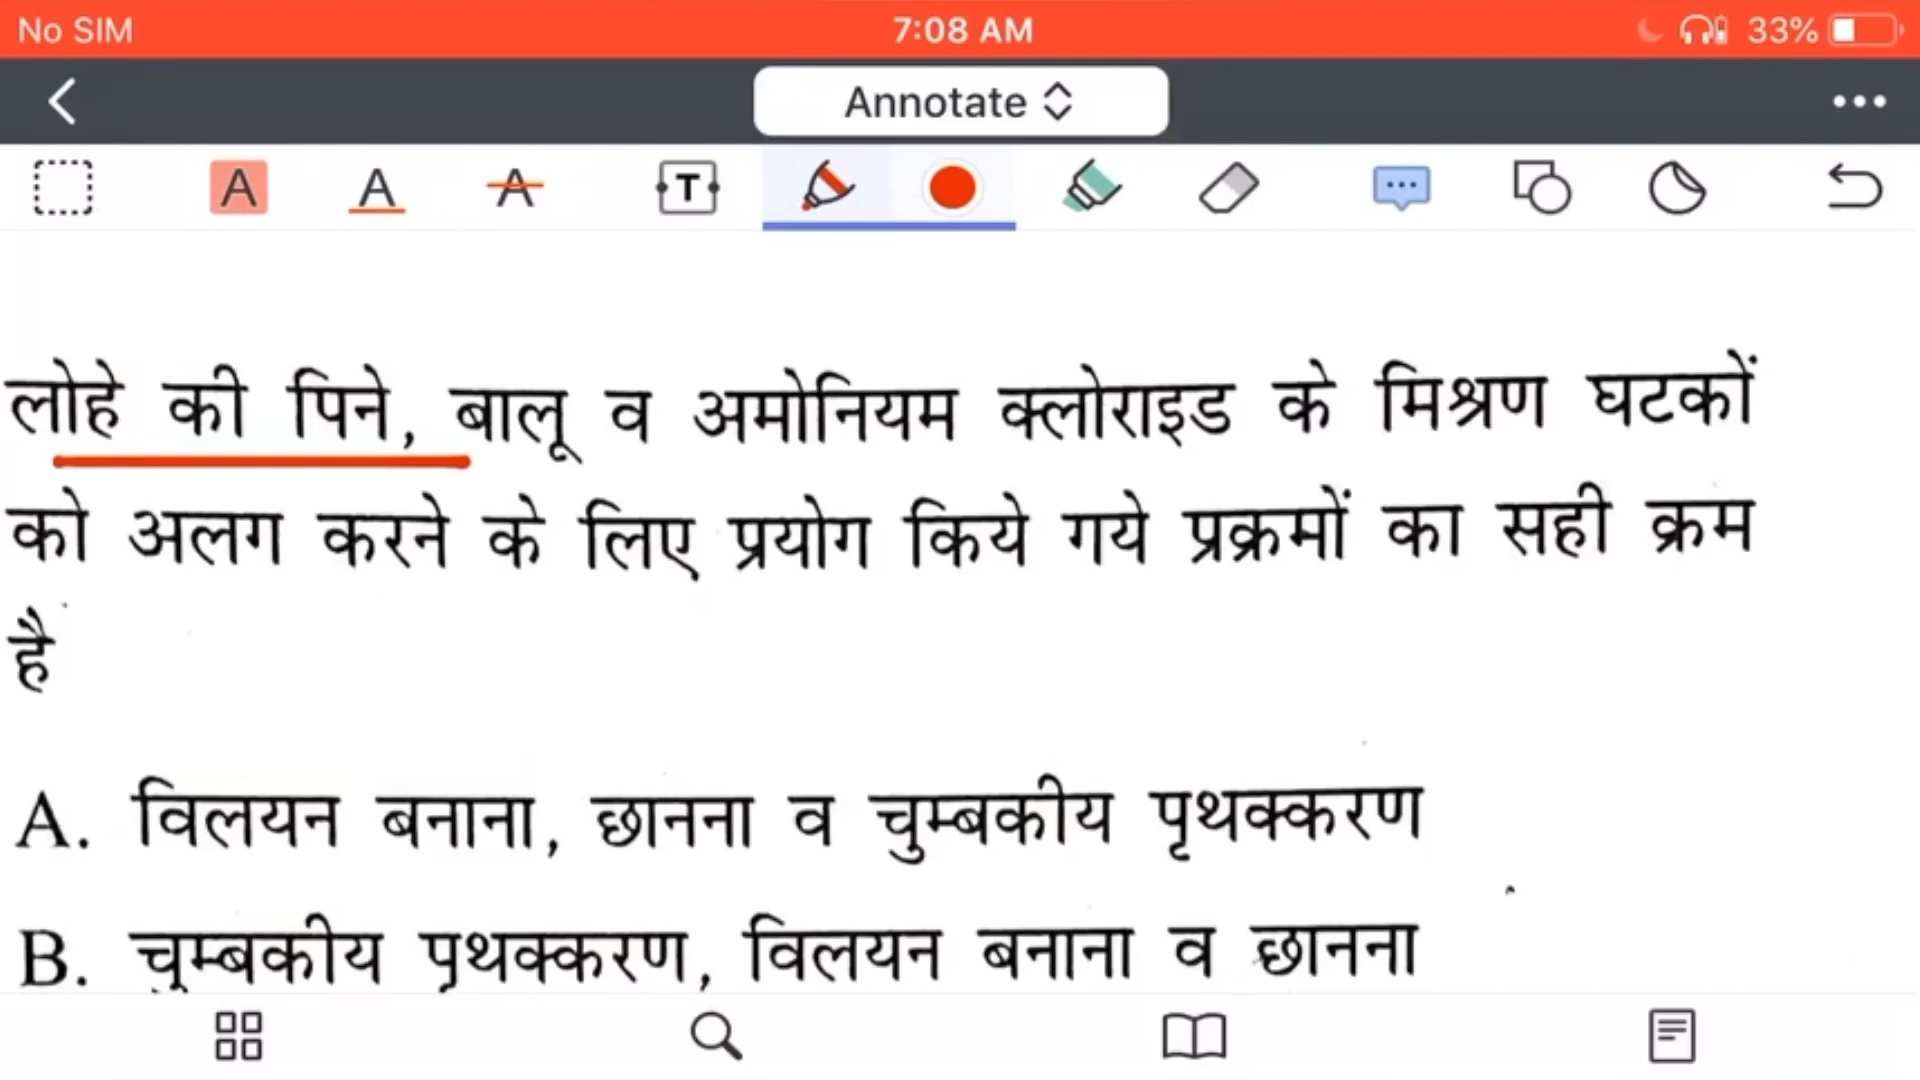 No SIM 7:08 AM 33%
Annotate
A A A T
लोहे की पिने, बालू व अमोनियम क्लोराइड के मिश्रण घटकों
को अलग करने के लिए प्रयोग किये गये प्रक्रमों का सही क्रम
है
A. विलयन बनाना, छानना व चुम्बकीय पृथक्करण
B. चुम्बकीय पृथक्करण, विलयन बनाना व छानना